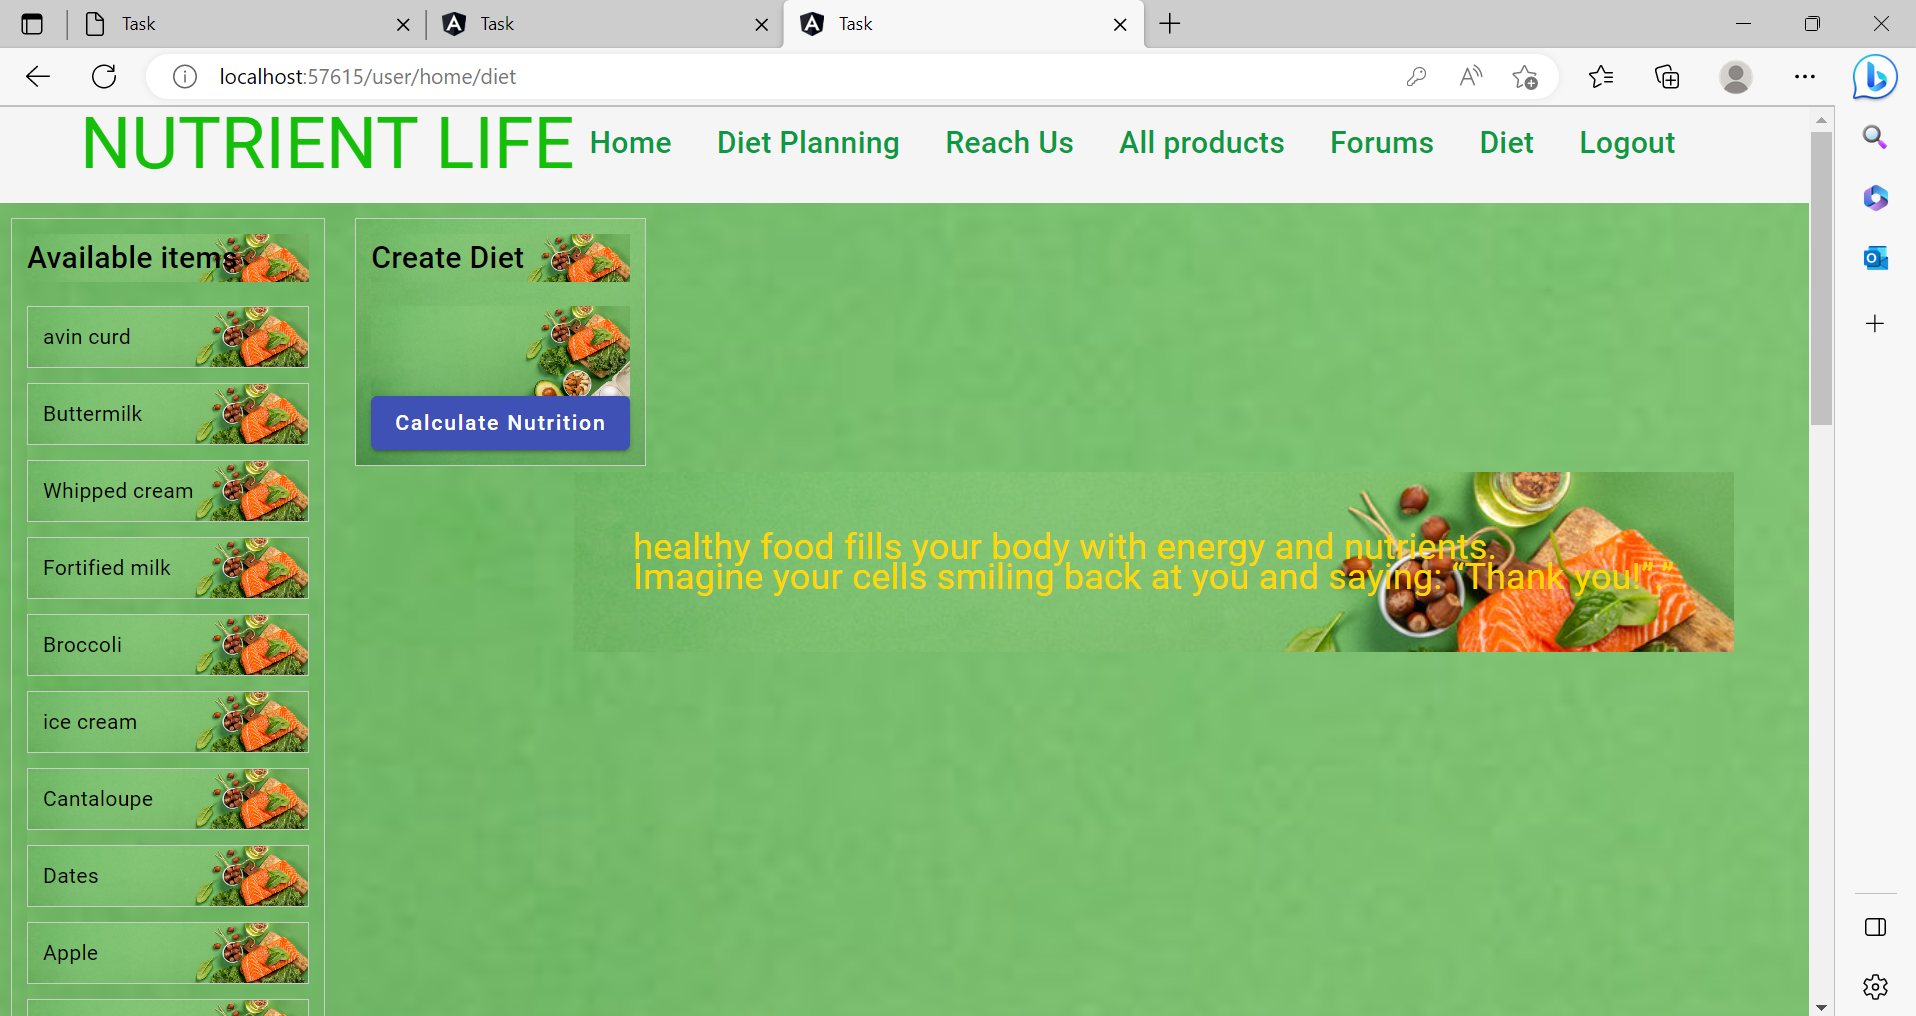 Task
Task
Task
localhost:57615/user/home/diet
NUTRIENT LIFE
Home Diet Planning Reach Us All products Forums Diet Logout
Available items
Create Diet
avin curd
Buttermilk
Whipped cream
Fortified milk
Broccoli
ice cream
Cantaloupe
Dates
Apple
Calculate Nutrition
healthy food fills your body with energy and nutrients.
Imagine your cells smiling back at you and saying: “Thank you!”.”